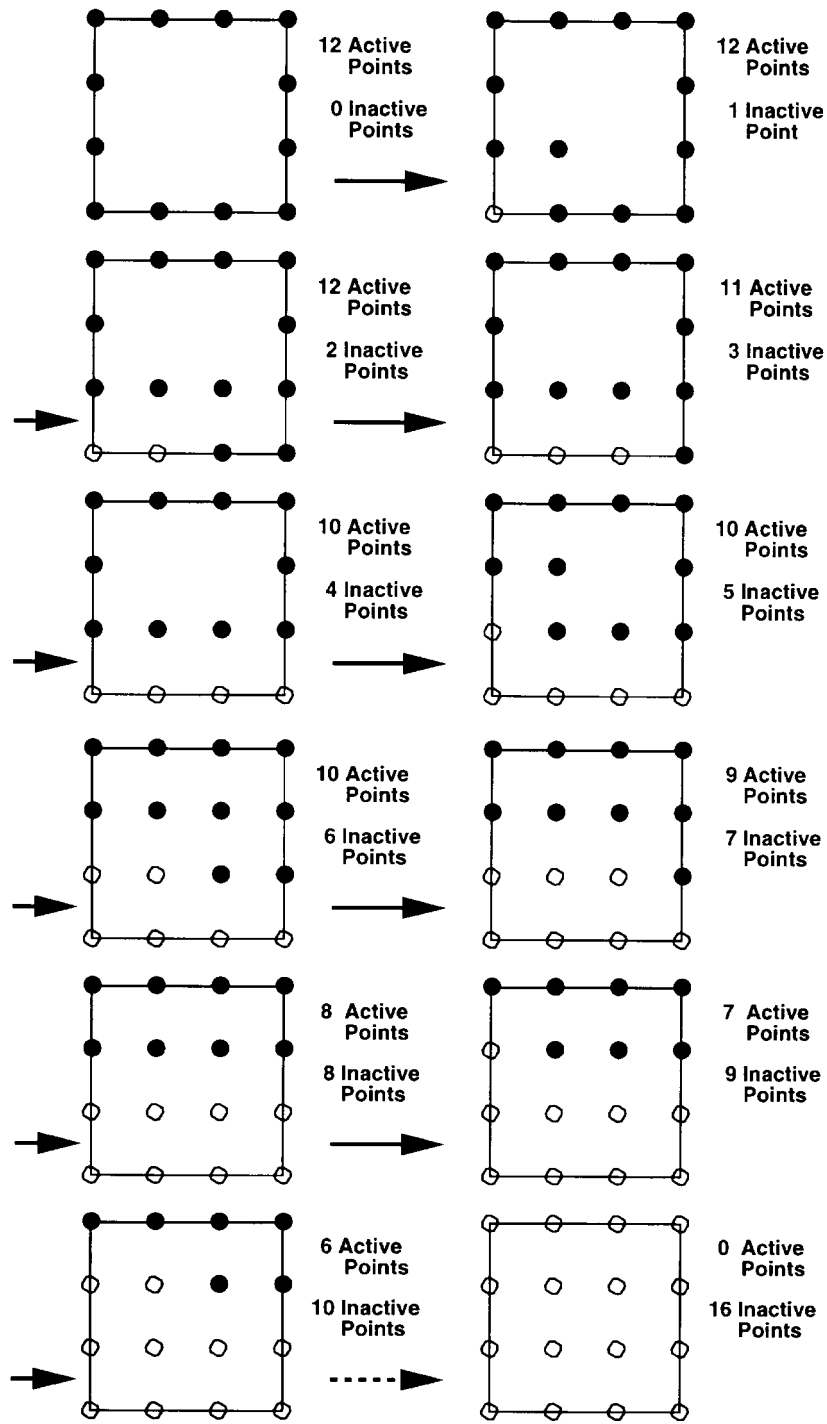 12 Active
Points
0 Inactive
Points
12 Active
Points
1 Inactive
Point
12 Active
Points
2 Inactive
Points
11 Active
Points
3 Inactive
Points
10 Active
Points
4 Inactive
Points
10 Active
Points
5 Inactive
Points
10 Active
Points
6 Inactive
Points
9 Active
Points
7 Inactive
Points
8 Active
Points
8 Inactive
Points
7 Active
Points
9 Inactive
Points
6 Active
Points
10 Inactive
Points
0 Active
Points
16 Inactive
Points